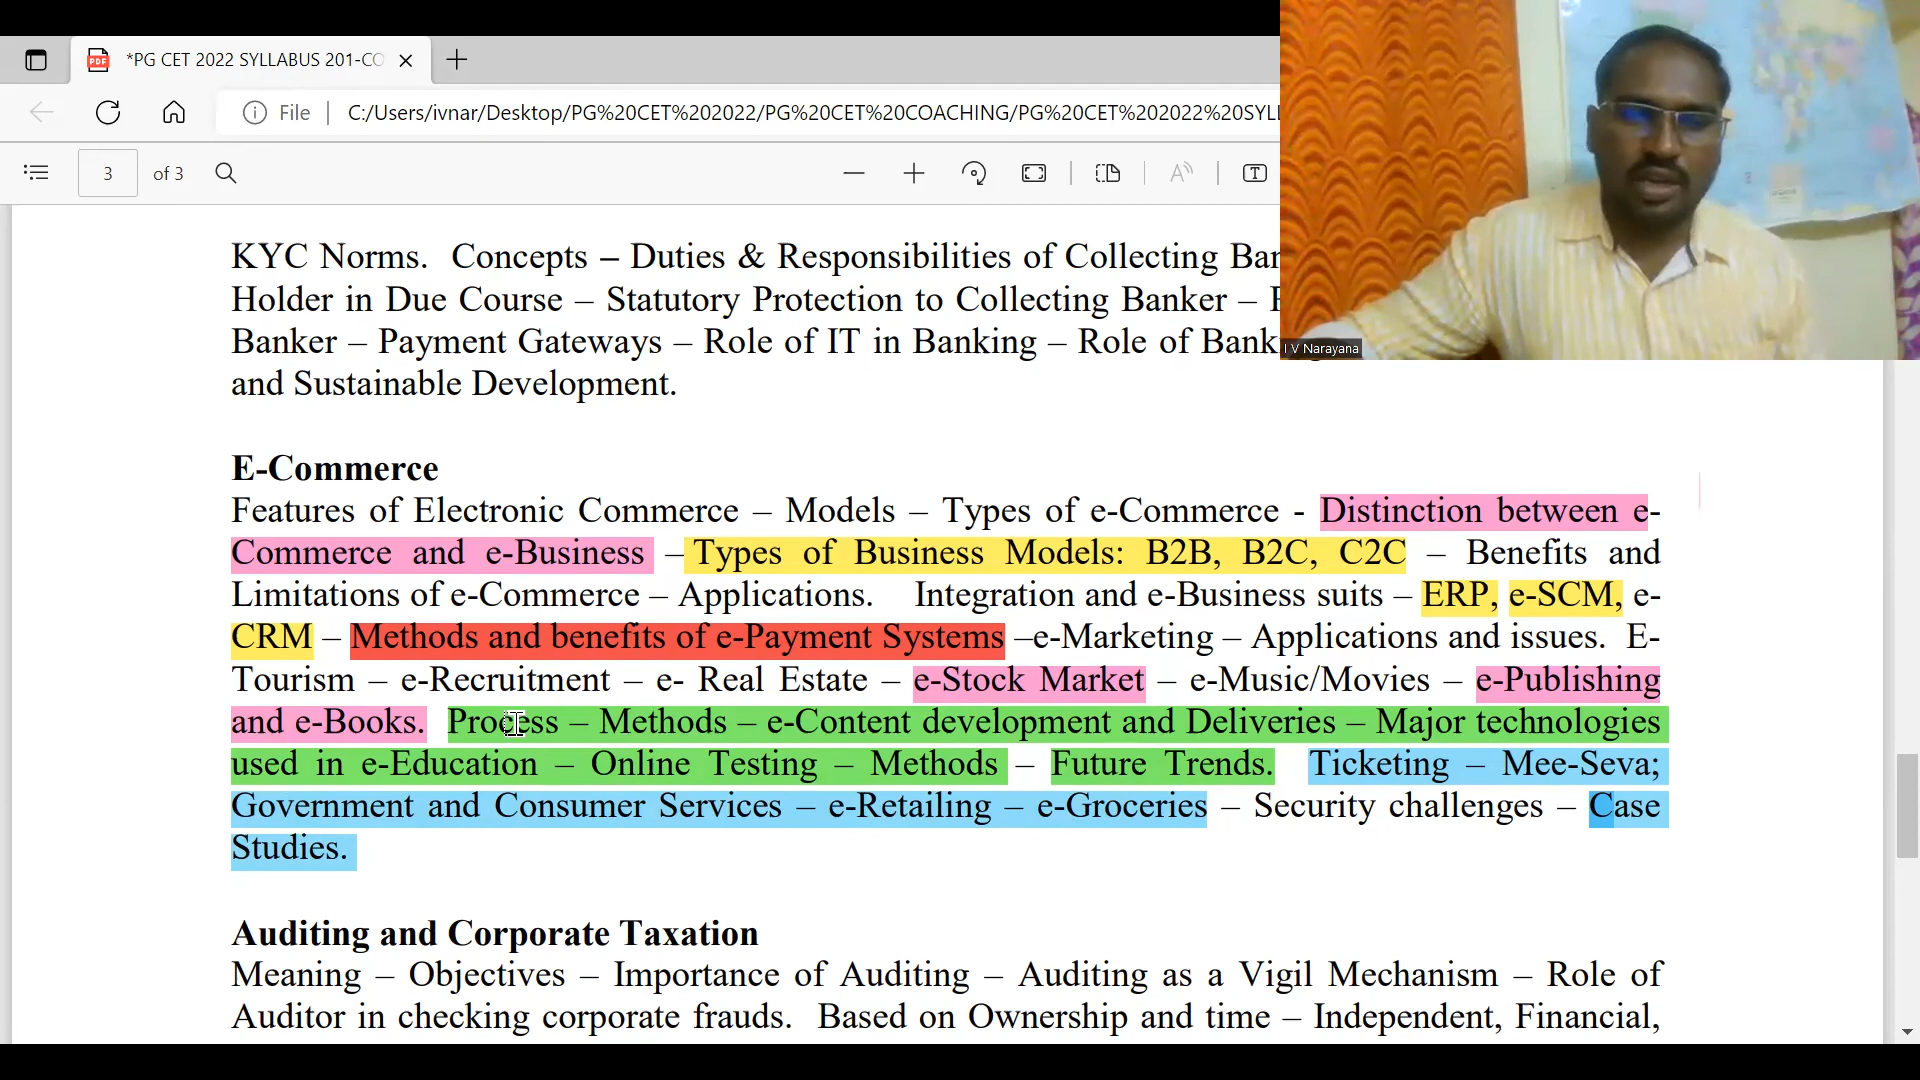 *PG CET 2022 SYLLABUS 201-CO
File
C:/Users/ivnar/Desktop/PG%20CET%202022/PG%20CET%20COACHING/PG%20CET%202022%20SYLL
3 of 3
KYC Norms. Concepts – Duties & Responsibilities of Collecting
Holder in Due Course – Statutory Protection to Collecting Banker –
Banker – Payment Gateways – Role of IT in Banking – Role of
and Sustainable Development.
E-Commerce
Features of Electronic Commerce – Models – Types of e-Commerce - Distinction between e-
Commerce and e-Business – Types of Business Models: B2B, B2C, C2C – Benefits and
Limitations of e-Commerce – Applications. Integration and e-Business suits – ERP, e-SCM, e-
CRM – Methods and benefits of e-Payment Systems –e-Marketing – Applications and issues. E-
Tourism – e-Recruitment – e- Real Estate – e-Stock Market – e-Music/Movies – e-Publishing
and e-Books. Process – Methods – e-Content development and Deliveries – Major technologies
used in e-Education – Online Testing – Methods – Future Trends. Ticketing – Mee-Seva;
Government and Consumer Services – e-Retailing – e-Groceries – Security challenges – Case
Studies.
Auditing and Corporate Taxation
Meaning – Objectives – Importance of Auditing – Auditing as a Vigil Mechanism – Role of
Auditor in checking corporate frauds. Based on Ownership and time – Independent, Financial,
I V Narayana